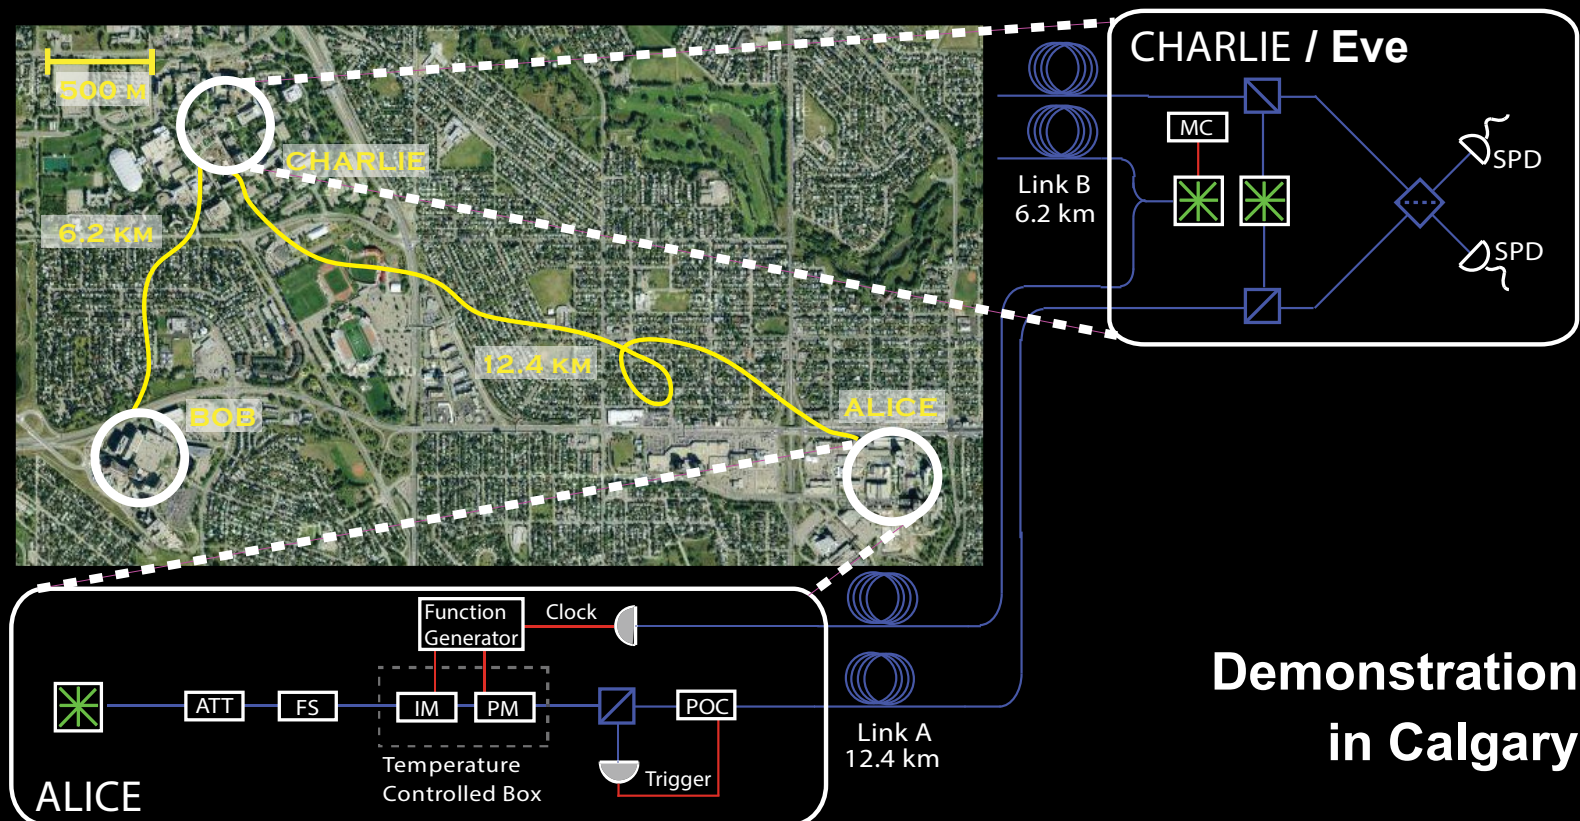 500 M
CHARLIE
6.2 KM
12.4 KM
BOB
ALICE
CHARLIE / Eve
MC
SPD
SPD
Link B
6.2 km
Function
Generator
Clock
ATT
FS
IM
PM
POC
Temperature
Controlled Box
Trigger
ALICE
Link A
12.4 km
Demonstration
in Calgary